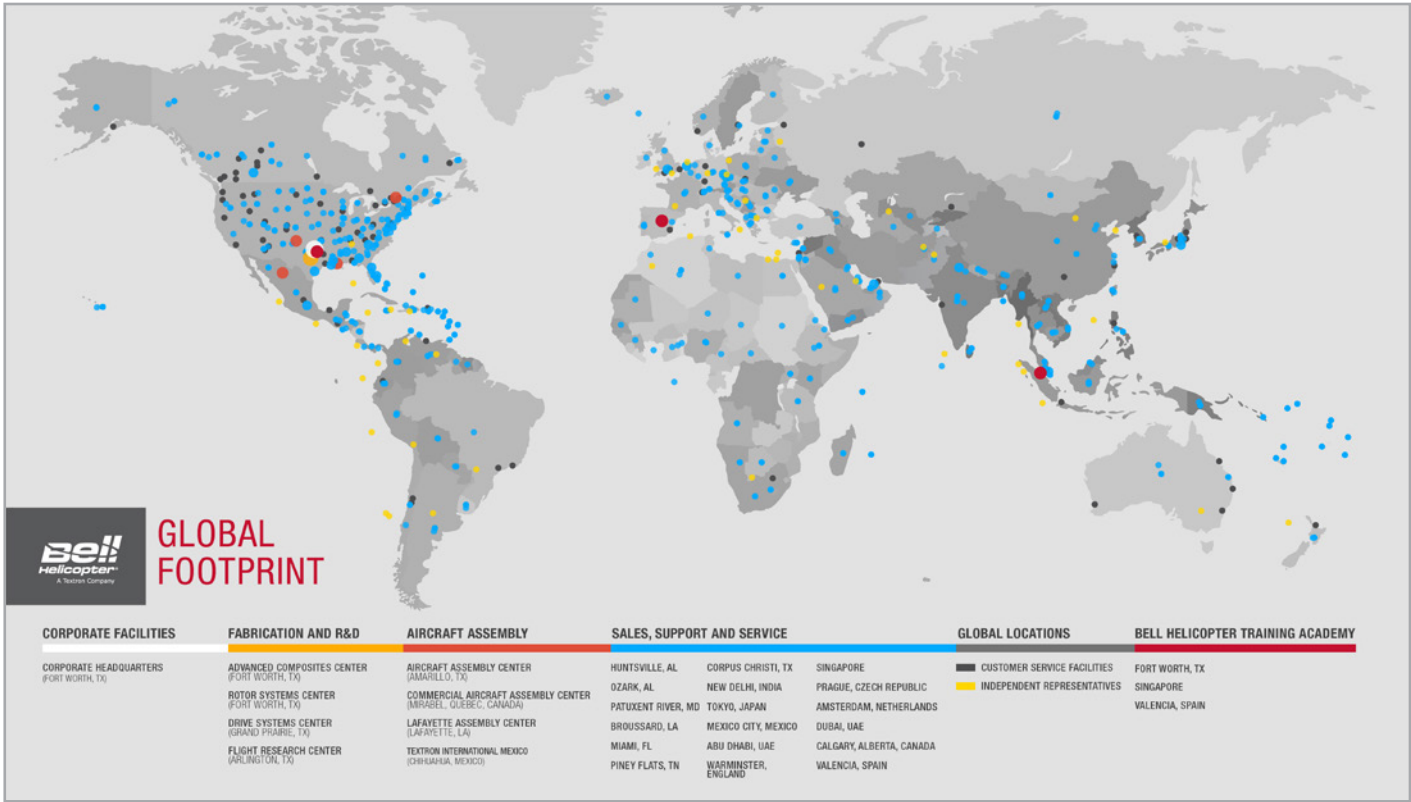 Bell
Helicopter
A Textron Company
GLOBAL
FOOTPRINT
CORPORATE FACILITIES
CORPORATE HEADQUARTERS
(FORT WORTH, TX)
FABRICATION AND R&D
ADVANCED COMPOSITES CENTER
(FORT WORTH, TX)
ROTOR SYSTEMS CENTER
(FORT WORTH, TX)
DRIVE SYSTEMS CENTER
(GRAND PRAIRIE, TX)
FLIGHT RESEARCH CENTER
(ARLINGTON, TX)
AIRCRAFT ASSEMBLY
AIRCRAFT ASSEMBLY CENTER
(AMARILLO, TX)
COMMERCIAL AIRCRAFT ASSEMBLY CENTER
(MIRABEL, QUEBEC, CANADA)
LAFAYETTE ASSEMBLY CENTER
(LAFAYETTE, LA)
TEXTRON INTERNATIONAL MEXICO
(CHIHUAHUA, MEXICO)
SALES, SUPPORT AND SERVICE
HUNTSVILLE, AL
OZARK, AL
PATUXENT RIVER, MD
BROUSSARD, LA
MIAMI, FL
PINEY FLATS, TN
CORPUS CHRISTI, TX
NEW DELHI, INDIA
TOKYO, JAPAN
MEXICO CITY, MEXICO
ABU DHABI, UAE
WARMINSTER,
ENGLAND
SINGAPORE
PRAGUE, CZECH REPUBLIC
AMSTERDAM, NETHERLANDS
DUBAI, UAE
CALGARY, ALBERTA, CANADA
VALENCIA, SPAIN
GLOBAL LOCATIONS
CUSTOMER SERVICE FACILITIES
INDEPENDENT REPRESENTATIVES
BELL HELICOPTER TRAINING ACADEMY
FORT WORTH, TX
SINGAPORE
VALENCIA, SPAIN